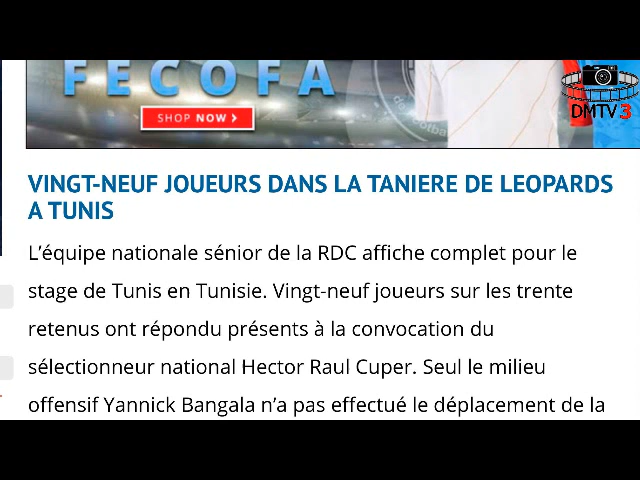 FECOFA
SHOP NOW
DMTV 3
VINGT-NEUF JOUEURS DANS LA TANIERE DE LEOPARDS
A TUNIS
L’équipe nationale sénior de la RDC affiche complet pour le
stage de Tunis en Tunisie. Vingt-neuf joueurs sur les trente
retenus ont répondu présents à la convocation du
sélectionneur national Hector Raul Cuper. Seul le milieu
offensif Yannick Bangala n’a pas effectué le déplacement de la